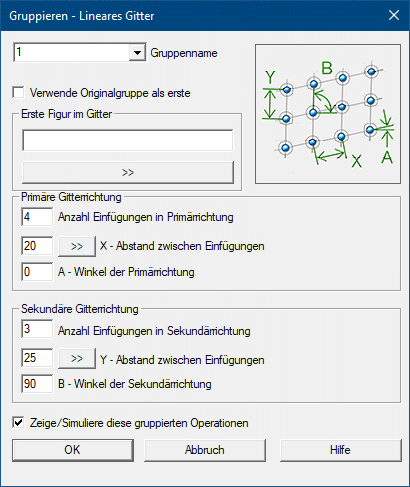 Gruppieren - Lineares Gitter
1 Gruppenname
Verwende Originalgruppe als erste
Erste Figur im Gitter
>>
Y
B
X
A
Primäre Gitterrichtung
4 Anzahl Einfügungen in Primärrichtung
20 >> X - Abstand zwischen Einfügungen
0 A - Winkel der Primärrichtung
Sekundäre Gitterrichtung
3 Anzahl Einfügungen in Sekundärrichtung
25 >> Y - Abstand zwischen Einfügungen
90 B - Winkel der Sekundärrichtung
Zeige/Simuliere diese gruppierten Operationen
OK Abbruch Hilfe